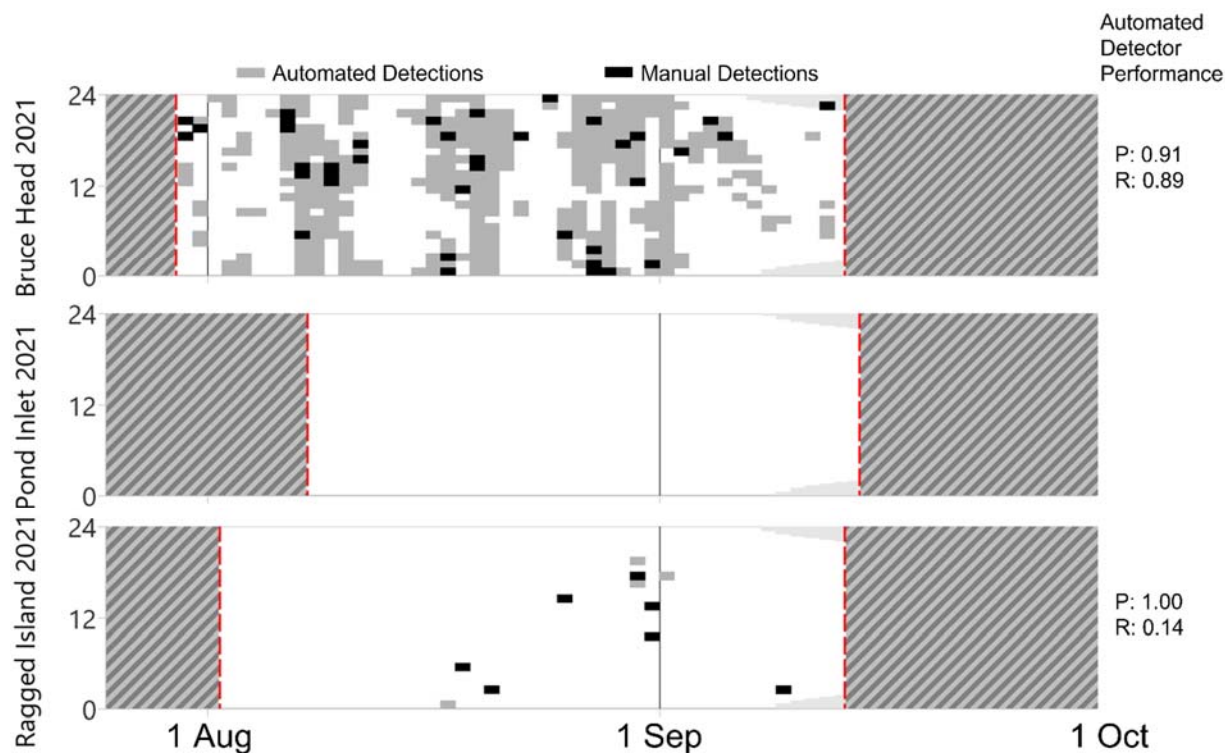 Automated
Detector
Performance
Automated Detections
Manual Detections
Bruce Head 2021
24
12
0
P: 0.91
R: 0.89
Pond Inlet 2021
24
12
0
Ragged Island 2021
24
12
0
P: 1.00
R: 0.14
1 Aug
1 Sep
1 Oct